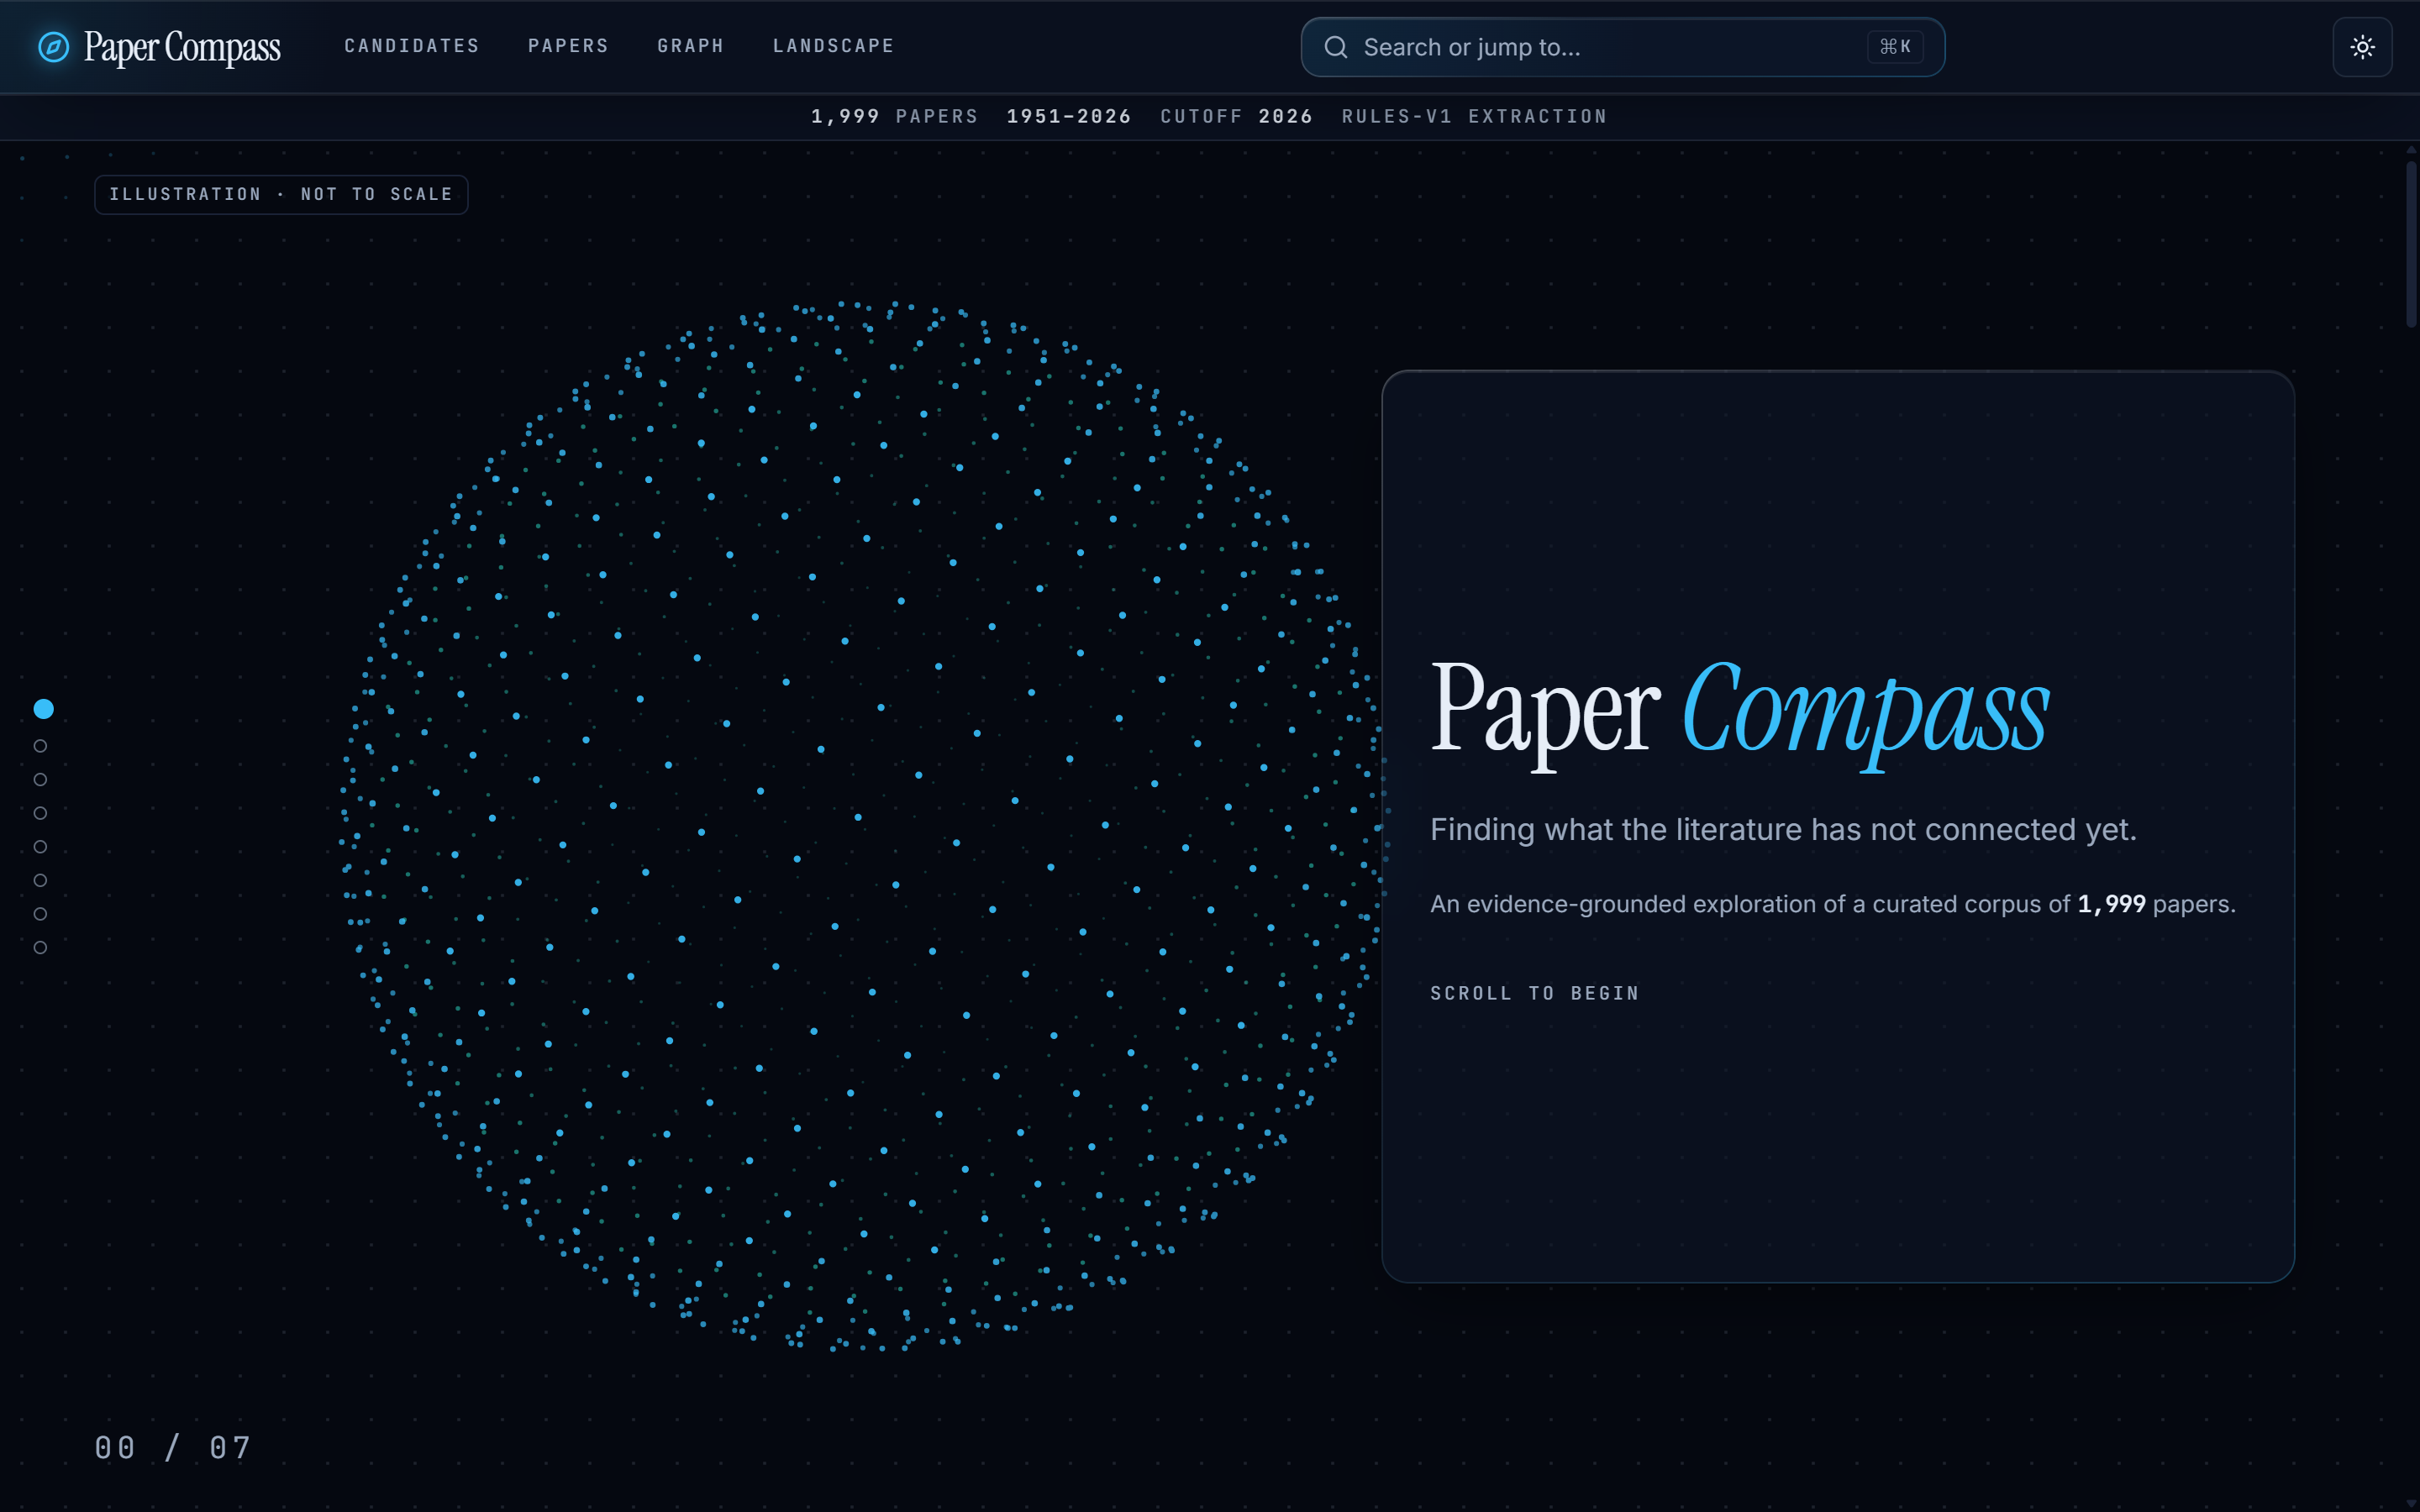 Paper Compass
CANDIDATES PAPERS GRAPH LANDSCAPE
Search or jump to...
⌘K
1,999 PAPERS 1951–2026 CUTOFF 2026 RULES-V1 EXTRACTION
ILLUSTRATION · NOT TO SCALE
Paper Compass
Finding what the literature has not connected yet.
An evidence-grounded exploration of a curated corpus of 1,999 papers.
SCROLL TO BEGIN
00 / 07